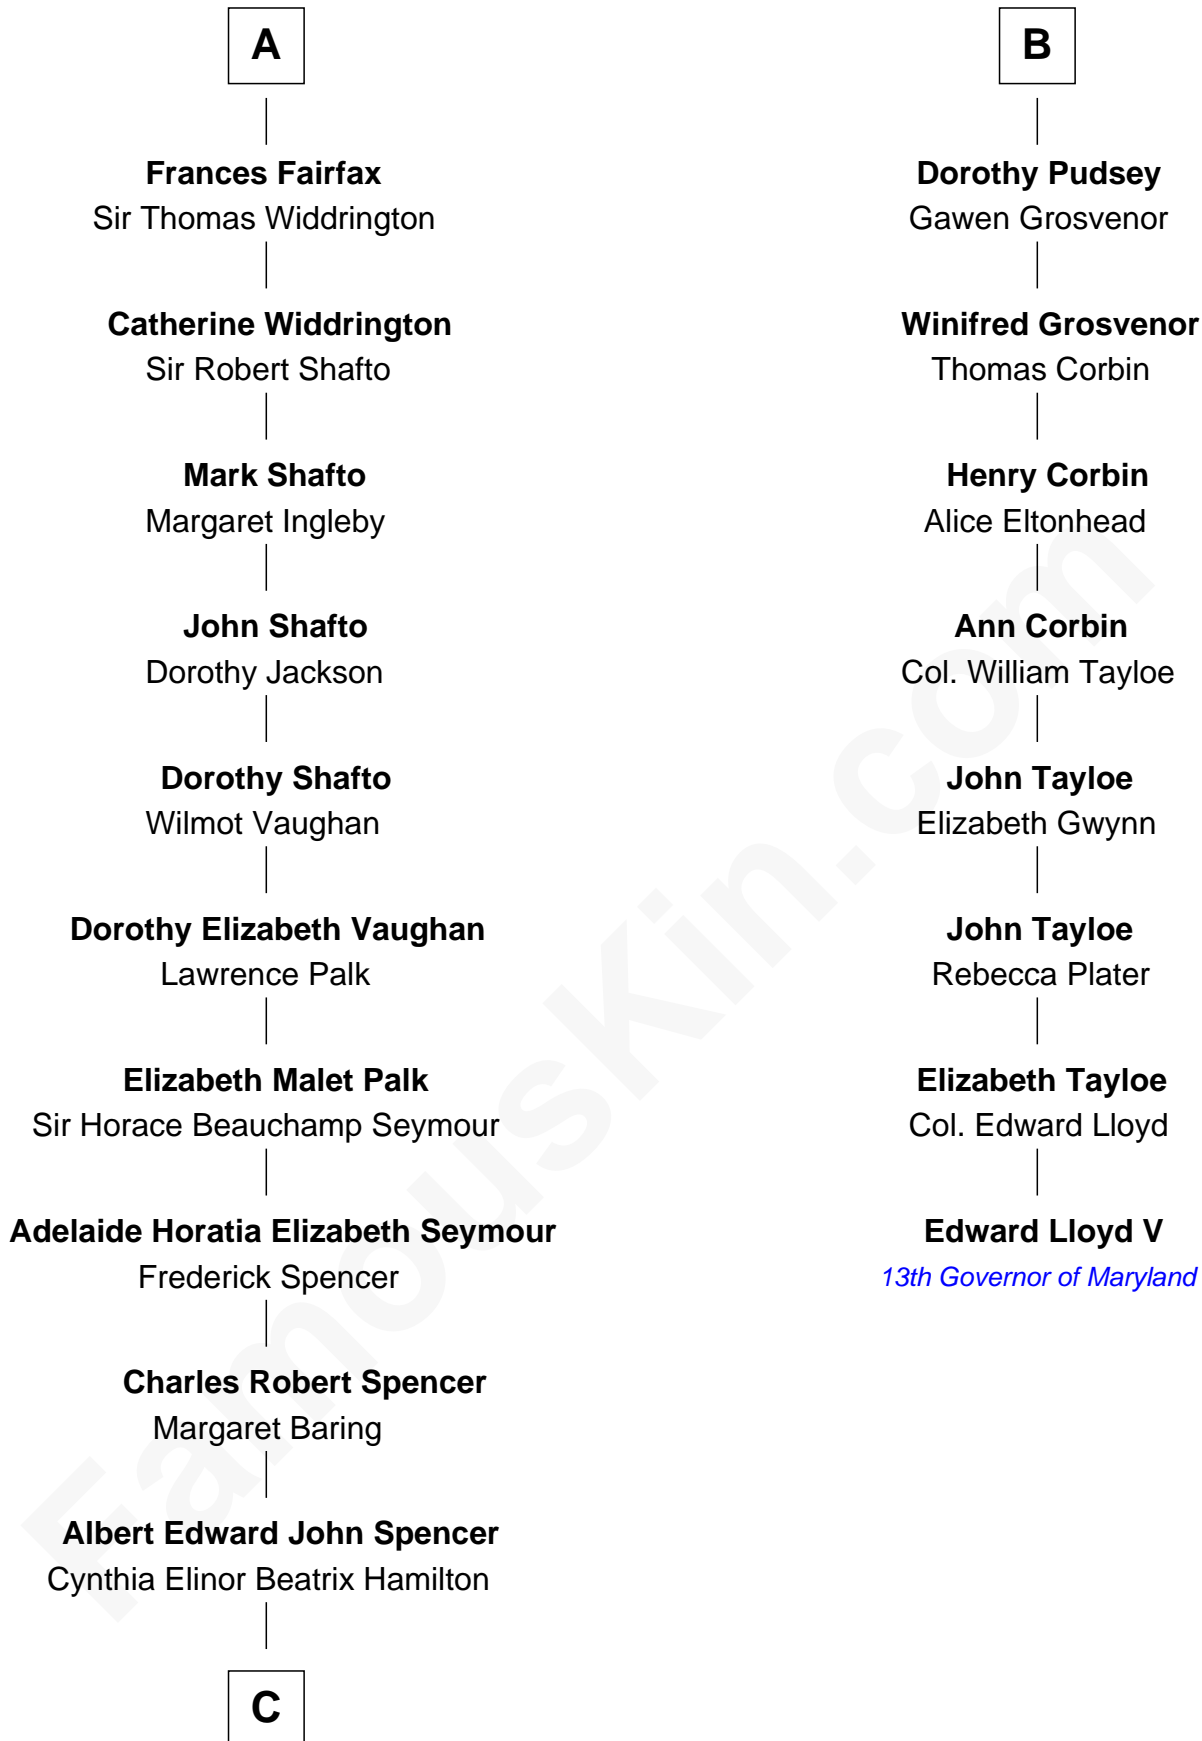 A
Frances Fairfax
Sir Thomas Widdrington
Catherine Widdrington
Sir Robert Shafto
Mark Shafto
Margaret Ingleby
John Shafto
Dorothy Jackson
Dorothy Shafto
Wilmot Vaughan
Dorothy Elizabeth Vaughan
Lawrence Palk
Elizabeth Malet Palk
Sir Horace Beauchamp Seymour
Adelaide Horatia Elizabeth Seymour
Frederick Spencer
Charles Robert Spencer
Margaret Baring
Albert Edward John Spencer
Cynthia Elinor Beatrix Hamilton
C
B
Dorothy Pudsey
Gawen Grosvenor
Winifred Grosvenor
Thomas Corbin
Henry Corbin
Alice Eltonhead
Ann Corbin
Col. William Tayloe
John Tayloe
Elizabeth Gwynn
John Tayloe
Rebecca Plater
Elizabeth Tayloe
Col. Edward Lloyd
Edward Lloyd V
13th Governor of Maryland
FamousKin.com